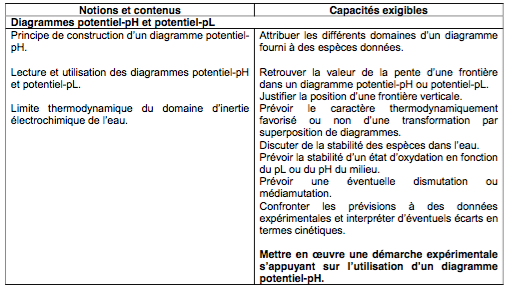 Notions et contenus
Capacités exigibles
Diagrammes potentiel-pH et potentiel-pL
Principe de construction d'un diagramme potentiel-
pH.
Lecture et utilisation des diagrammes potentiel-pH
et potentiel-pL.
Limite thermodynamique du domaine d'inertie
électrochimique de l'eau.
Attribuer les différents domaines d'un diagramme
fourni à des espèces données.
Retrouver la valeur de la pente d'une frontière
dans un diagramme potentiel-pH ou potentiel-pL.
Justifier la position d'une frontière verticale.
Prévoir le caractère thermodynamiquement
favorisé ou non d'une transformation par
superposition de diagrammes.
Discuter de la stabilité des espèces dans l'eau.
Prévoir la stabilité d'un état d'oxydation en fonction
du pL ou du pH du milieu.
Prévoir une éventuelle dismutation ou
médiamutation.
Confronter les prévisions à des données
expérimentales et interpréter d'éventuels écarts en
termes cinétiques.
Mettre en œuvre une démarche expérimentale
s'appuyant sur l'utilisation d'un diagramme
potentiel-pH.